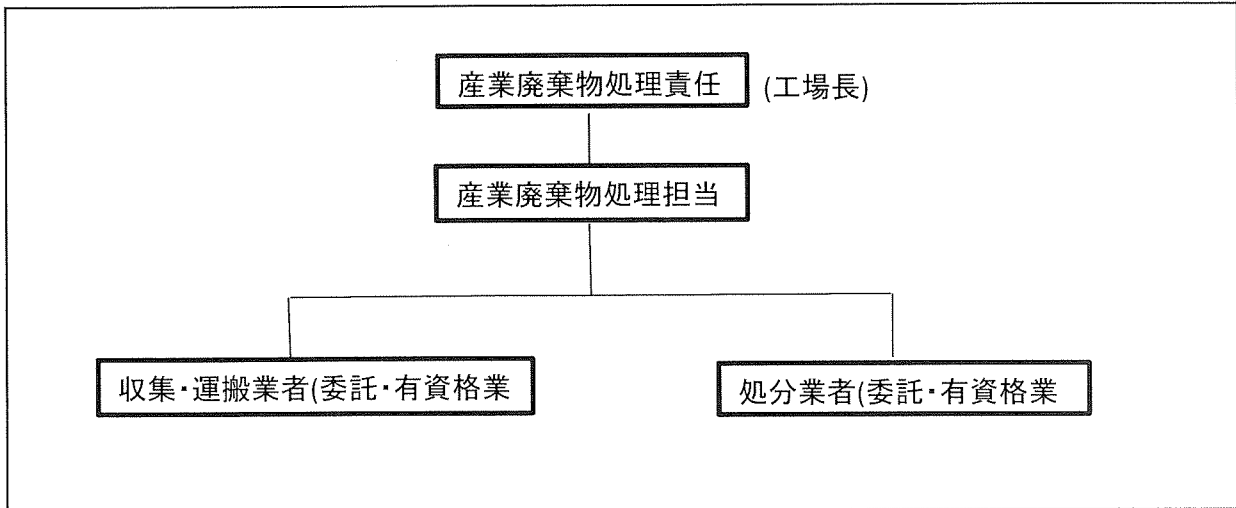 産業廃棄物処理責任 (工場長)
産業廃棄物処理担当
収集・運搬業者(委託・有資格業
処分業者(委託・有資格業